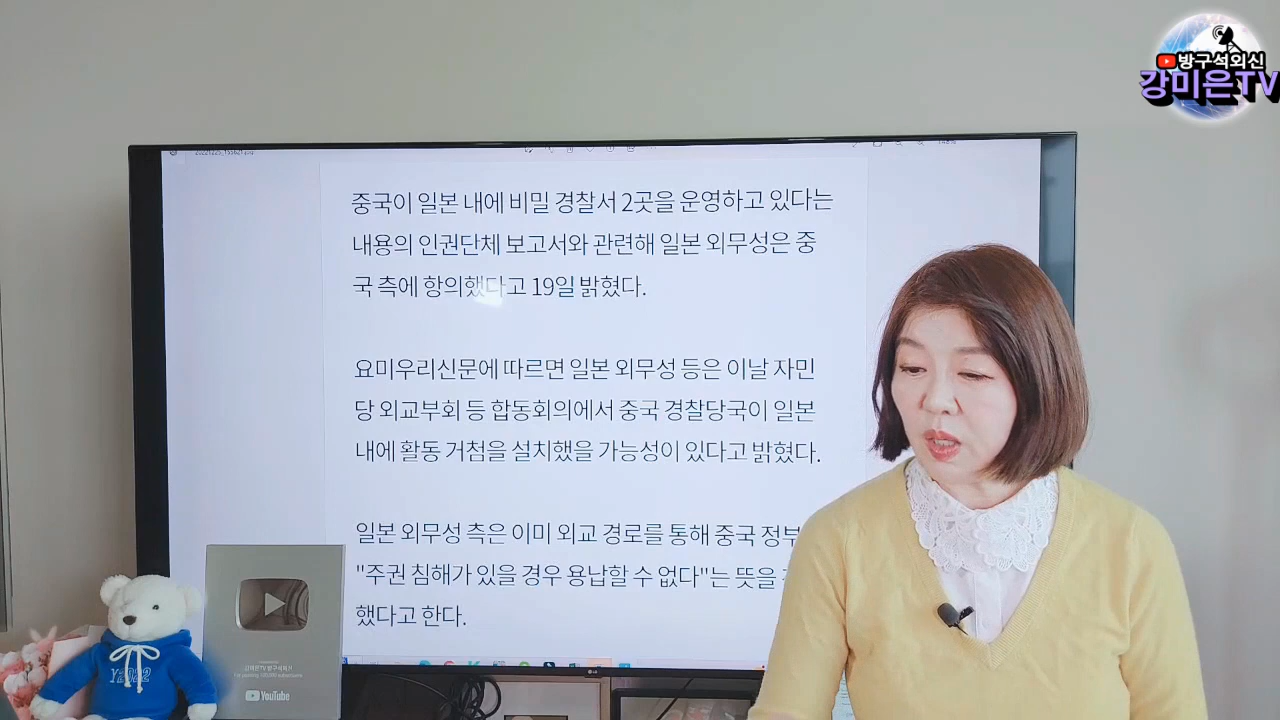 방구석외신
강미은TV
중국이 일본 내에 비밀 경찰서 2곳을 운영하고 있다는
내용의 인권단체 보고서와 관련해 일본 외무성은 중
국 측에 항의했다고 19일 밝혔다.
요미우리신문에 따르면 일본 외무성 등은 이날 자민
당 외교부회 등 합동회의에서 중국 경찰당국이 일본
내에 활동 거첨을 설치했을 가능성이 있다고 밝혔다.
일본 외무성 측은 이미 외교 경로를 통해 중국 정부
"주권 침해가 있을 경우 용납할 수 없다"는 뜻을
했다고 한다.
YouTube
LG